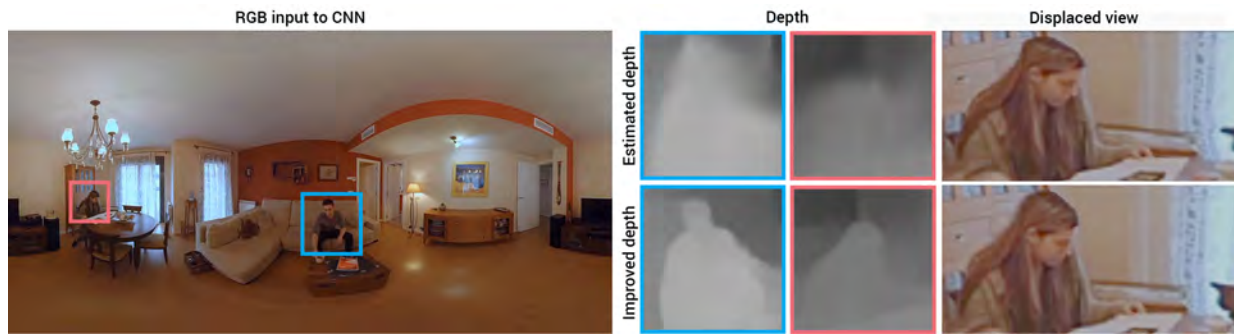 RGB input to CNN
Depth
Displaced view
Estimated depth
Improved depth